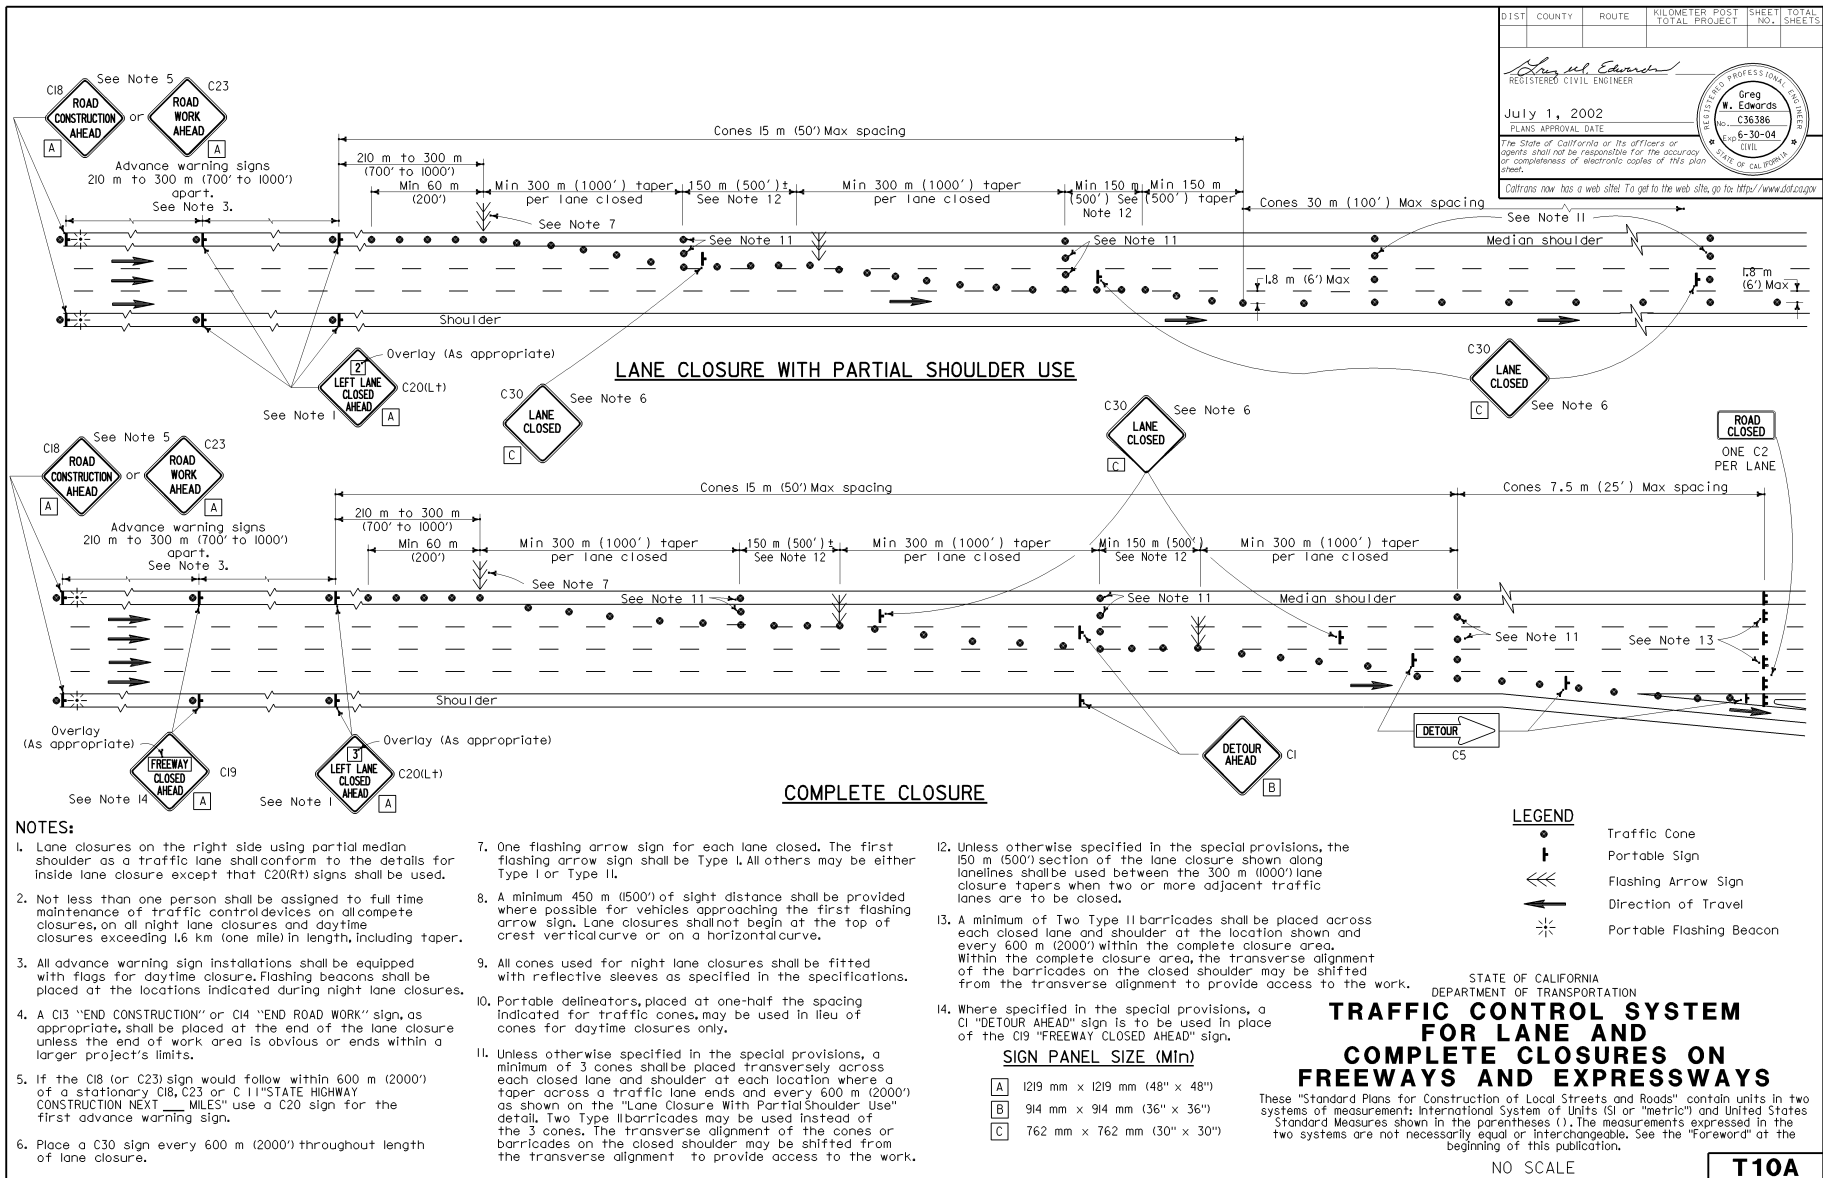 DIST COUNTY ROUTE KILOMETER POST TOTAL PROJECT SHEET NO. TOTAL SHEETS
REGISTERED CIVIL ENGINEER
July 1, 2002
PLANS APPROVAL DATE
The State of California or its officers or
agents shall not be responsible for the accuracy
or completeness of electronic copies of this plan
sheet.
REGISTERED PROFESSIONAL ENGINEER
Greg
W. Edwards
No. C36386
Exp. 6-30-04
CIVIL
STATE OF CALIFORNIA
Caltrans now has a web site! To get to the web site, go to: http://www.dot.ca.gov
C18
See Note 5
C23
ROAD
CONSTRUCTION
AHEAD
or
ROAD
WORK
AHEAD
A
A
Advance warning signs
210 m to 300 m (700' to 1000')
apart.
See Note 3.
Cones 15 m (50') Max spacing
210 m to 300 m
(700' to 1000')
Min 60 m
(200')
Min 300 m (1000') taper
per lane closed
150 m (500')±
See Note 12
Min 300 m (1000') taper
per lane closed
Min 150 m
(500') See
Note 12
Min 150 m
(500') taper
Cones 30 m (100') Max spacing
See Note 7
See Note 11
See Note 11
See Note 11
Median shoulder
1.8 m (6') Max
1.8 m
(6') Max
Shoulder
Overlay (As appropriate)
2
LEFT LANE
CLOSED
AHEAD
C20(Lt)
See Note 1
A
LANE CLOSURE WITH PARTIAL SHOULDER USE
C30
See Note 6
LANE
CLOSED
C
C30
See Note 6
LANE
CLOSED
C
C30
LANE
CLOSED
C
See Note 6
ROAD
CLOSED
ONE C2
PER LANE
C18
See Note 5
C23
ROAD
CONSTRUCTION
AHEAD
or
ROAD
WORK
AHEAD
A
A
Advance warning signs
210 m to 300 m (700' to 1000')
apart.
See Note 3.
Cones 15 m (50') Max spacing
Cones 7.5 m (25') Max spacing
210 m to 300 m
(700' to 1000')
Min 60 m
(200')
Min 300 m (1000') taper
per lane closed
150 m (500')±
See Note 12
Min 300 m (1000') taper
per lane closed
Min 150 m (500')
See Note 12
Min 300 m (1000') taper
per lane closed
See Note 7
See Note 11
See Note 11
Median shoulder
See Note 11
See Note 13
Shoulder
Overlay
(As appropriate)
FREEWAY
CLOSED
AHEAD
C19
See Note 14
A
Overlay (As appropriate)
3
LEFT LANE
CLOSED
AHEAD
C20(Lt)
See Note 1
A
DETOUR
AHEAD
C1
B
DETOUR
C5
COMPLETE CLOSURE
NOTES:
1. Lane closures on the right side using partial median
shoulder as a traffic lane shall conform to the details for
inside lane closure except that C20(Rt) signs shall be used.
2. Not less than one person shall be assigned to full time
maintenance of traffic control devices on all compete
closures, on all night lane closures and daytime
closures exceeding 1.6 km (one mile) in length, including taper.
3. All advance warning sign installations shall be equipped
with flags for daytime closure. Flashing beacons shall be
placed at the locations indicated during night lane closures.
4. A C13 "END CONSTRUCTION" or C14 "END ROAD WORK" sign, as
appropriate, shall be placed at the end of the lane closure
unless the end of work area is obvious or ends within a
larger project's limits.
5. If the C18 (or C23) sign would follow within 600 m (2000')
of a stationary C18, C23 or C 11"STATE HIGHWAY
CONSTRUCTION NEXT ___ MILES" use a C20 sign for the
first advance warning sign.
6. Place a C30 sign every 600 m (2000') throughout length
of lane closure.
7. One flashing arrow sign for each lane closed. The first
flashing arrow sign shall be Type I. All others may be either
Type I or Type II.
8. A minimum 450 m (1500') of sight distance shall be provided
where possible for vehicles approaching the first flashing
arrow sign. Lane closures shall not begin at the top of
crest vertical curve or on a horizontal curve.
9. All cones used for night lane closures shall be fitted
with reflective sleeves as specified in the specifications.
10. Portable delineators, placed at one-half the spacing
indicated for traffic cones, may be used in lieu of
cones for daytime closures only.
11. Unless otherwise specified in the special provisions, a
minimum of 3 cones shall be placed transversely across
each closed lane and shoulder at each location where a
taper across a traffic lane ends and every 600 m (2000')
as shown on the "Lane Closure With Partial Shoulder Use"
detail. Two Type II barricades may be used instead of
the 3 cones. The transverse alignment of the cones or
barricades on the closed shoulder may be shifted from
the transverse alignment to provide access to the work.
12. Unless otherwise specified in the special provisions, the
150 m (500') section of the lane closure shown along
lanelines shall be used between the 300 m (1000') lane
closure tapers when two or more adjacent traffic
lanes are to be closed.
13. A minimum of Two Type II barricades shall be placed across
each closed lane and shoulder at the location shown and
every 600 m (2000') within the complete closure area.
Within the complete closure area, the transverse alignment
of the barricades on the closed shoulder may be shifted
from the transverse alignment to provide access to the work.
14. Where specified in the special provisions, a
C1 "DETOUR AHEAD" sign is to be used in place
of the C19 "FREEWAY CLOSED AHEAD" sign.
SIGN PANEL SIZE (Min)
A 1219 mm x 1219 mm (48" x 48")
B 914 mm x 914 mm (36" x 36")
C 762 mm x 762 mm (30" x 30")
LEGEND
Traffic Cone
Portable Sign
Flashing Arrow Sign
Direction of Travel
Portable Flashing Beacon
STATE OF CALIFORNIA
DEPARTMENT OF TRANSPORTATION
TRAFFIC CONTROL SYSTEM
FOR LANE AND
COMPLETE CLOSURES ON
FREEWAYS AND EXPRESSWAYS
These "Standard Plans for Construction of Local Streets and Roads" contain units in two
systems of measurement: International System of Units (SI or "metric") and United States
Standard Measures shown in the parentheses ( ). The measurements expressed in the
two systems are not necessarily equal or interchangeable. See the "Foreword" at the
beginning of this publication.
NO SCALE
T10A